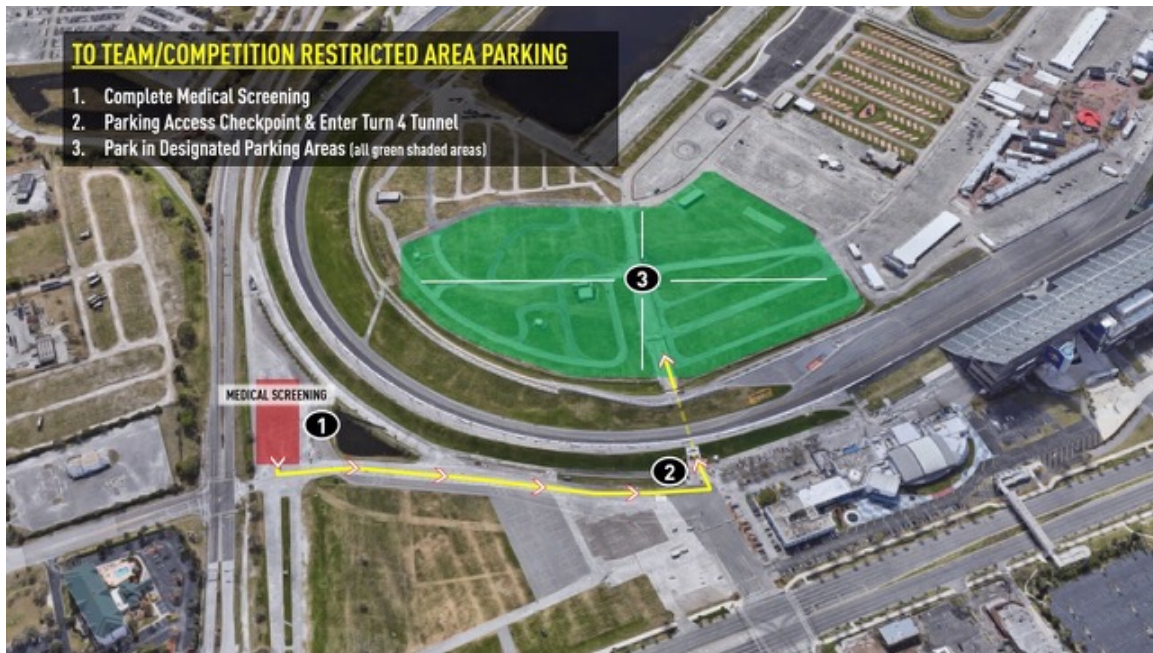 TO TEAM/COMPETITION RESTRICTED AREA PARKING
1. Complete Medical Screening
2. Parking Access Checkpoint & Enter Turn 4 Tunnel
3. Park in Designated Parking Areas (all green shaded areas)
3
MEDICAL SCREENING
1
2